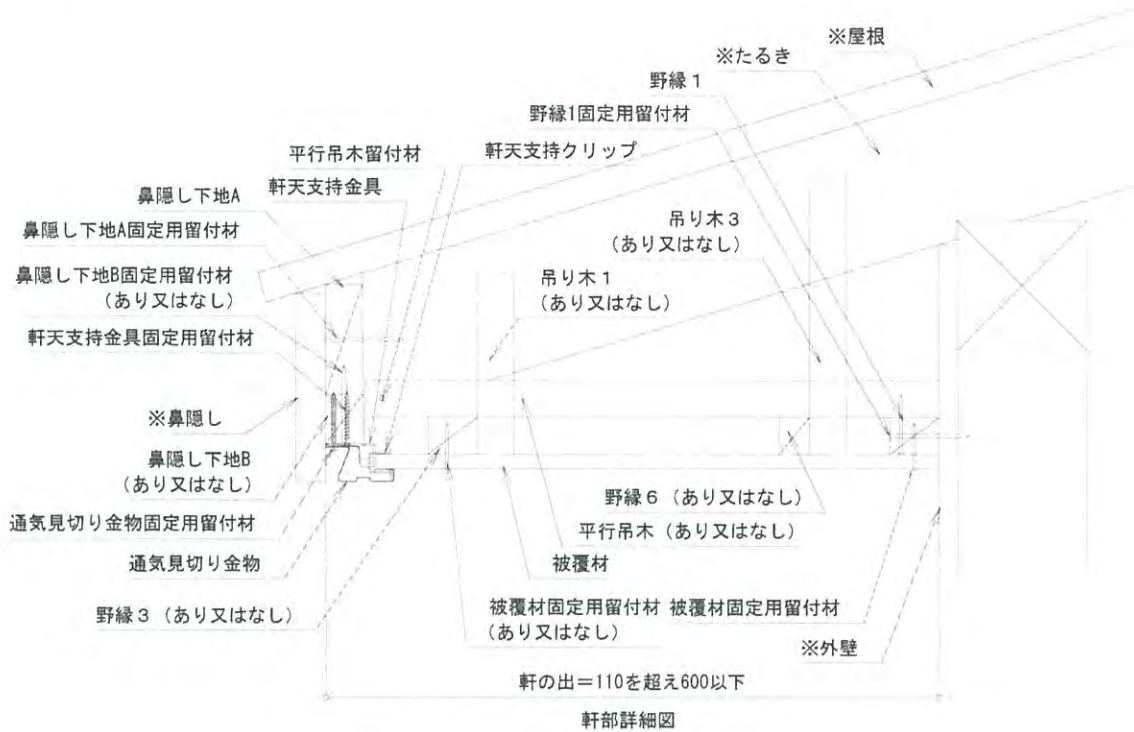 ※屋根
※たるき
野縁１
野縁1固定用留付材
平行吊木留付材
軒天支持クリップ
軒天支持金具
鼻隠し下地A
鼻隠し下地A固定用留付材
吊り木３
(あり又はなし)
鼻隠し下地B固定用留付材
(あり又はなし)
吊り木１
(あり又はなし)
軒天支持金具固定用留付材
※鼻隠し
鼻隠し下地B
(あり又はなし)
野縁６（あり又はなし）
通気見切り金物固定用留付材
平行吊木（あり又はなし）
通気見切り金物
被覆材
野縁３（あり又はなし）
被覆材固定用留付材
(あり又はなし)
被覆材固定用留付材
※外壁
軒の出＝110を超え600以下
軒部詳細図